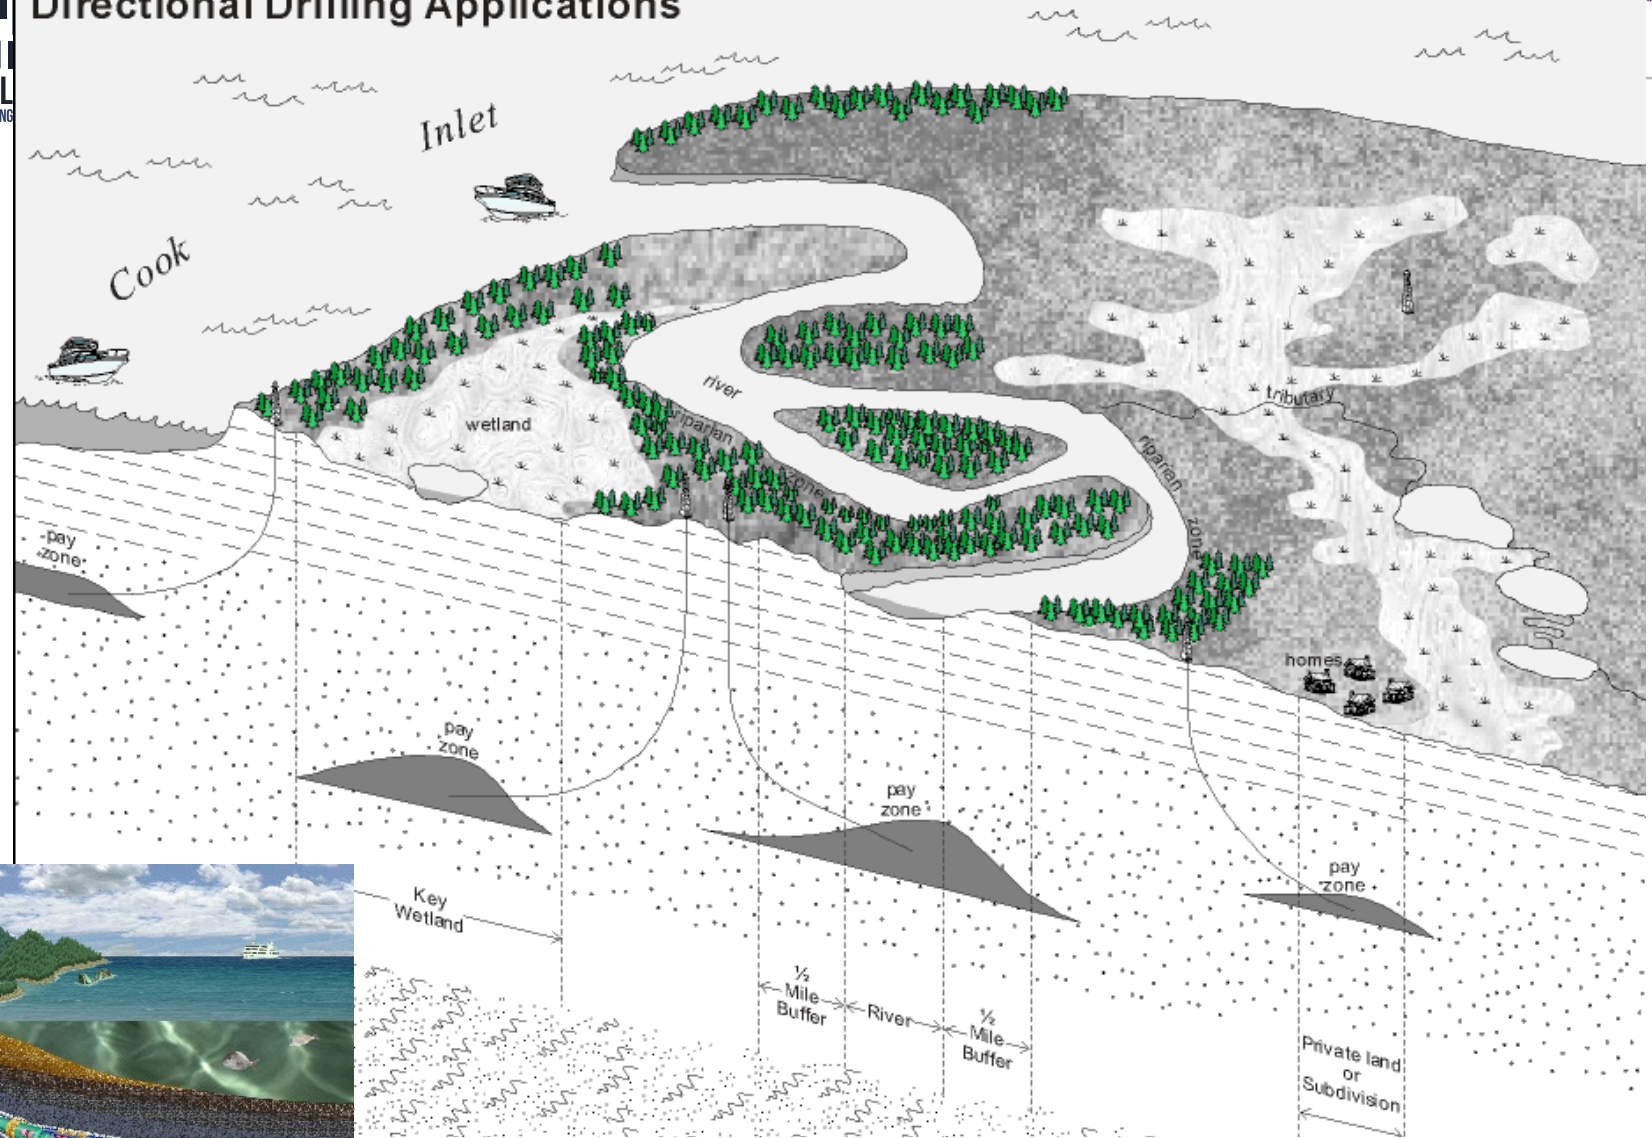 Directional Drilling Applications
Inlet
Cook
river
riparian
zone
wetland
riparian
zone
tributary
homes
pay
zone
pay
zone
pay
zone
pay
zone
Key
Wetland
½
Mile
Buffer
River
½
Mile
Buffer
Private land
or
Subdivision
L
NG